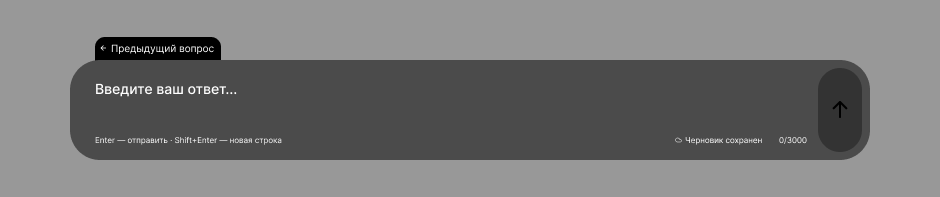 ← Предыдущий вопрос
Введите ваш ответ...
Enter — отправить · Shift+Enter — новая строка
Черновик сохранен 0/3000